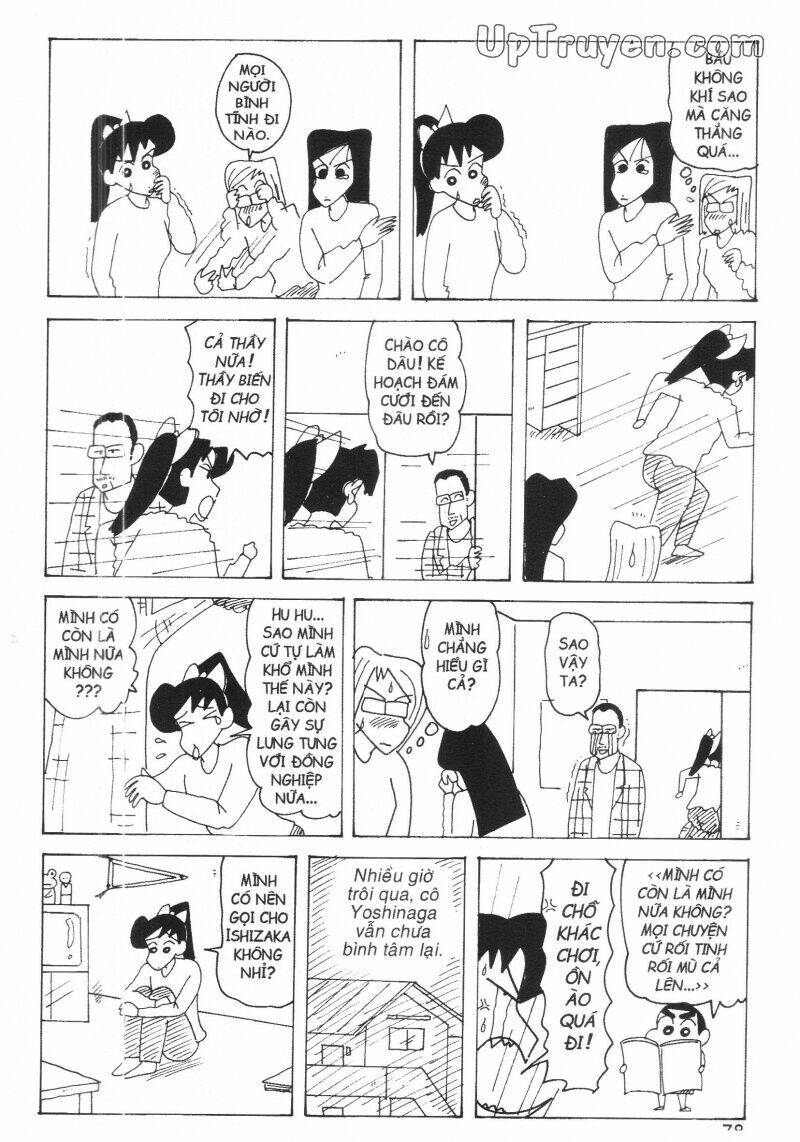 UpTruyen.com
BẦU
KHÔNG
KHÍ SAO
MÀ CĂNG
THẲNG
QUÁ...
MỌI
NGƯỜI
BÌNH
TĨNH ĐI
NÀO.
CHÀO CÔ
DÂU! KẾ
HOẠCH ĐÁM
CƯỚI ĐẾN
ĐÂU RỒI?
CẢ THẦY
NỮA!
THẦY BIẾN
ĐI CHO
TÔI NHỜ!
SAO
VẬY
TA?
MÌNH
CHẲNG
HIỂU GÌ
CẢ?
HU HU...
SAO MÌNH
CỨ TỰ LÀM
KHỔ MÌNH
THẾ NÀY?
LẠI CÒN
GÂY SỰ
LUNG TUNG
VỚI ĐỒNG
NGHIỆP
NỮA...
MÌNH CÓ
CÒN LÀ
MÌNH NỮA
KHÔNG
???
<<MÌNH CÓ
CÒN LÀ MÌNH
NỮA KHÔNG?
MỌI CHUYỆN
CỨ RỐI TINH
RỐI MÙ CẢ
LÊN...>>
ĐI
CHỖ
KHÁC
CHƠI,
ỒN
ÀO
QUÁ
ĐI!
Nhiều giờ
trôi qua, cô
Yoshinaga
vẫn chưa
bình tâm lại.
MÌNH
CÓ NÊN
GỌI CHO
ISHIZAKA
KHÔNG
NHỈ?
78